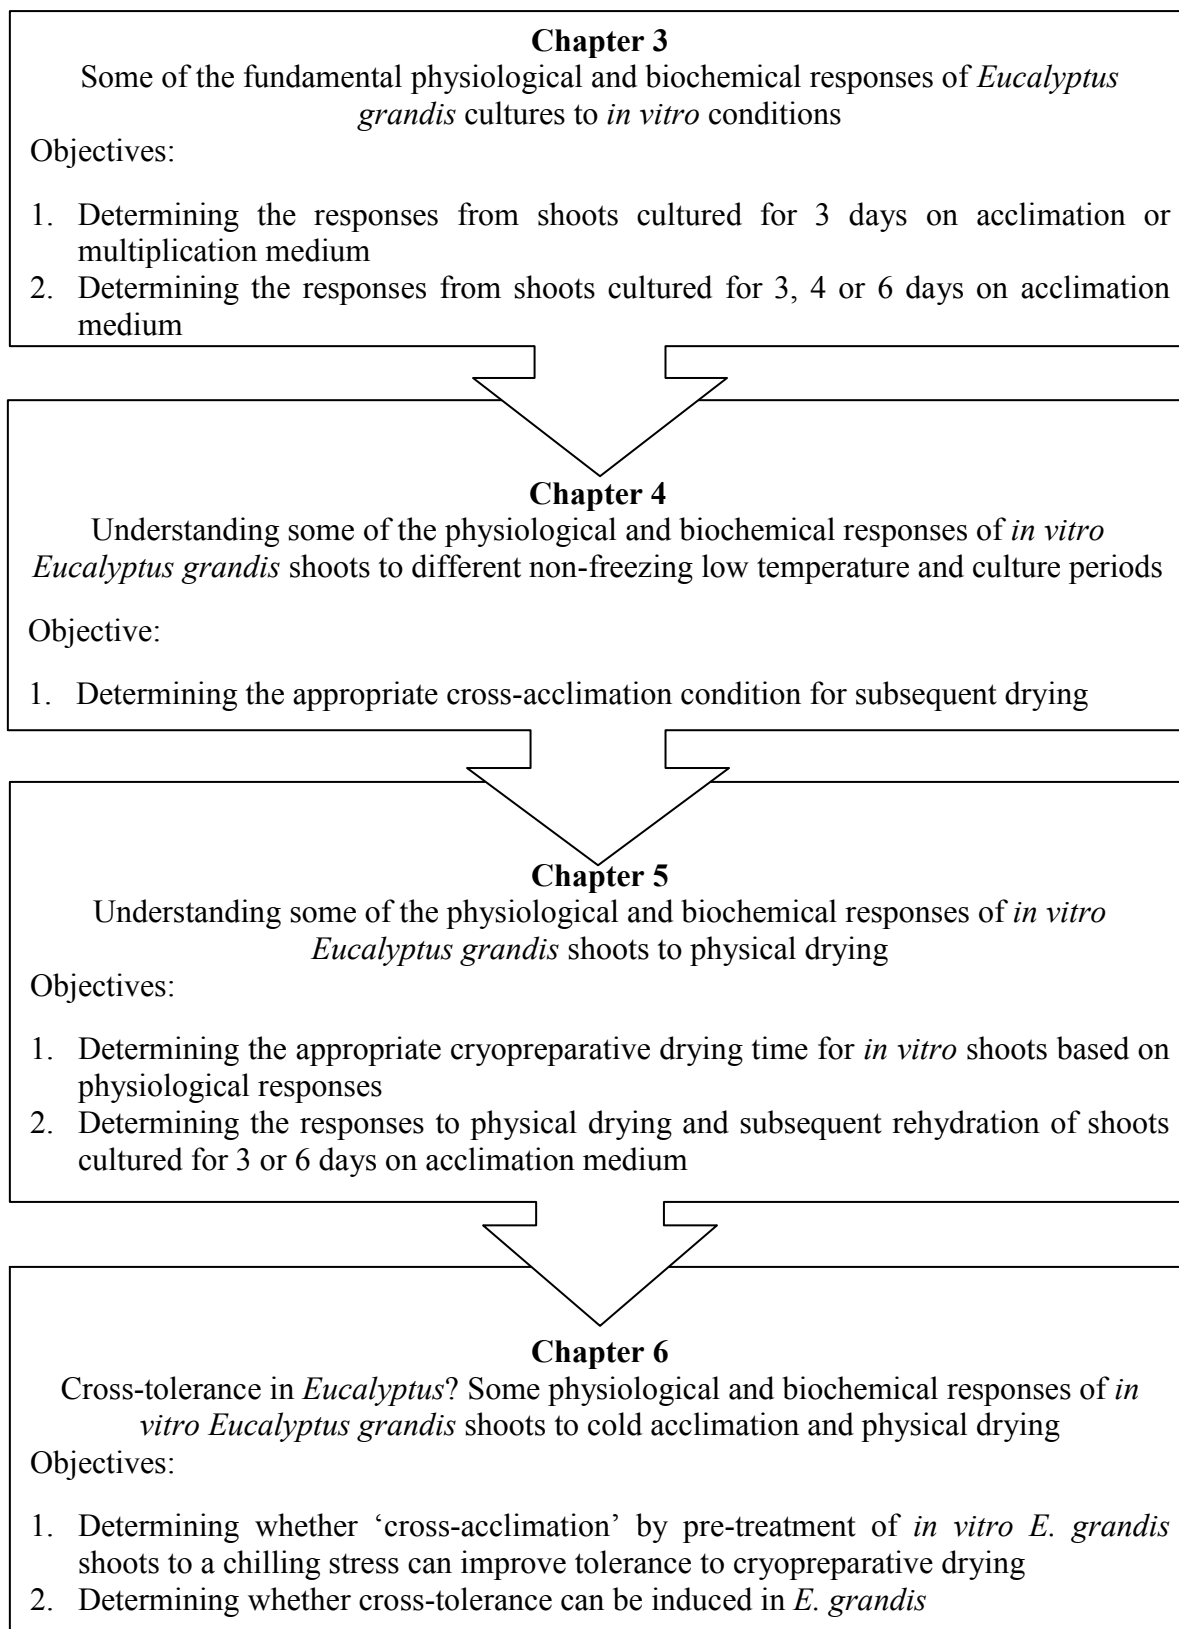 Chapter 3
Some of the fundamental physiological and biochemical responses of Eucalyptus
grandis cultures to in vitro conditions
Objectives:
1. Determining the responses from shoots cultured for 3 days on acclimation or
multiplication medium
2. Determining the responses from shoots cultured for 3, 4 or 6 days on acclimation
medium
Chapter 4
Understanding some of the physiological and biochemical responses of in vitro
Eucalyptus grandis shoots to different non-freezing low temperature and culture periods
Objective:
1. Determining the appropriate cross-acclimation condition for subsequent drying
Chapter 5
Understanding some of the physiological and biochemical responses of in vitro
Eucalyptus grandis shoots to physical drying
Objectives:
1. Determining the appropriate cryopreparative drying time for in vitro shoots based on
physiological responses
2. Determining the responses to physical drying and subsequent rehydration of shoots
cultured for 3 or 6 days on acclimation medium
Chapter 6
Cross-tolerance in Eucalyptus? Some physiological and biochemical responses of in
vitro Eucalyptus grandis shoots to cold acclimation and physical drying
Objectives:
1. Determining whether ‘cross-acclimation’ by pre-treatment of in vitro E. grandis
shoots to a chilling stress can improve tolerance to cryopreparative drying
2. Determining whether cross-tolerance can be induced in E. grandis